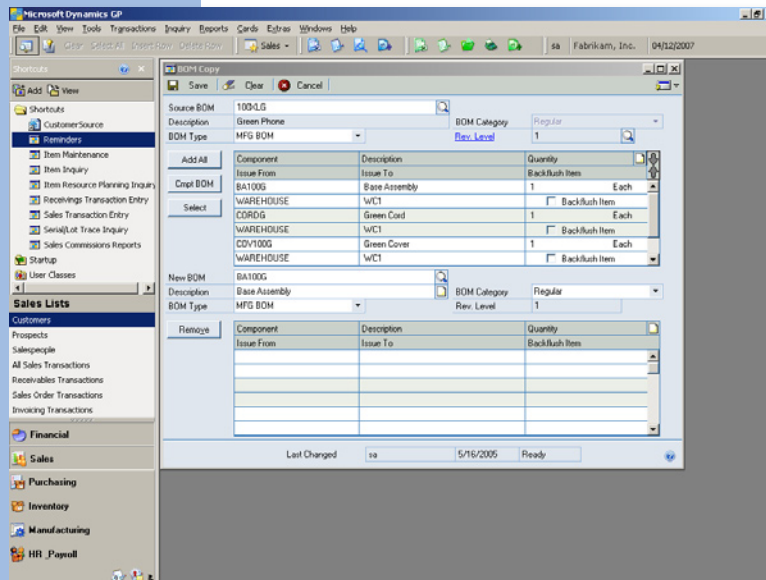 Microsoft Dynamics GP
File Edit View Tools Transactions Inquiry Reports Cards Extras Windows Help
Clear Select All Insert Row Delete Row Sales sa Fabrikam, Inc. 04/12/2007
Shortcuts
Add View
Shortcuts
CustomerSource
Reminders
Item Maintenance
Item Inquiry
Item Resource Planning Inquiry
Receivings Transaction Entry
Sales Transaction Entry
Serial/Lot Trace Inquiry
Sales Commissions Reports
Startup
User Classes
Sales Lists
Customers
Prospects
Salespeople
All Sales Transactions
Receivables Transactions
Sales Order Transactions
Invoicing Transactions
Financial
Sales
Purchasing
Inventory
Manufacturing
HR_Payroll
BOM Copy
Save Clear Cancel
Source BOM 100XLG
Description Green Phone BOM Category Regular
BOM Type MFG BOM Rev. Level 1
Add All
Cmpt BOM
Select
Component Description Quantity
Issue From Issue To Backflush Item
BA100G Base Assembly 1 Each
WAREHOUSE WC1 Backflush Item
CORDG Green Cord 1 Each
WAREHOUSE WC1 Backflush Item
COV100G Green Cover 1 Each
WAREHOUSE WC1 Backflush Item
New BOM BA100G
Description Base Assembly BOM Category Regular
BOM Type MFG BOM Rev. Level 1
Remove
Component Description Quantity
Issue From Issue To Backflush Item
Last Changed sa 5/16/2005 Ready